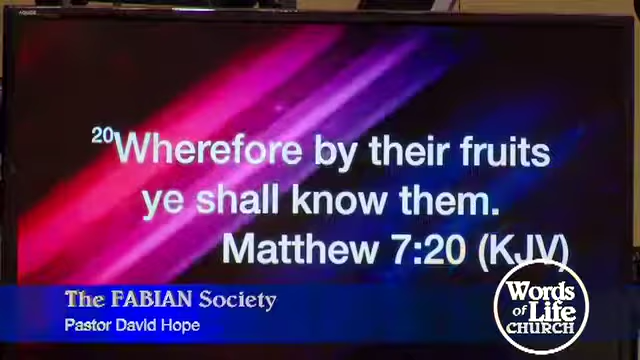 20Wherefore by their fruits
ye shall know them.
Matthew 7:20 (KJV)
The FABIAN Society
Pastor David Hope
Words
of Life
CHURCH